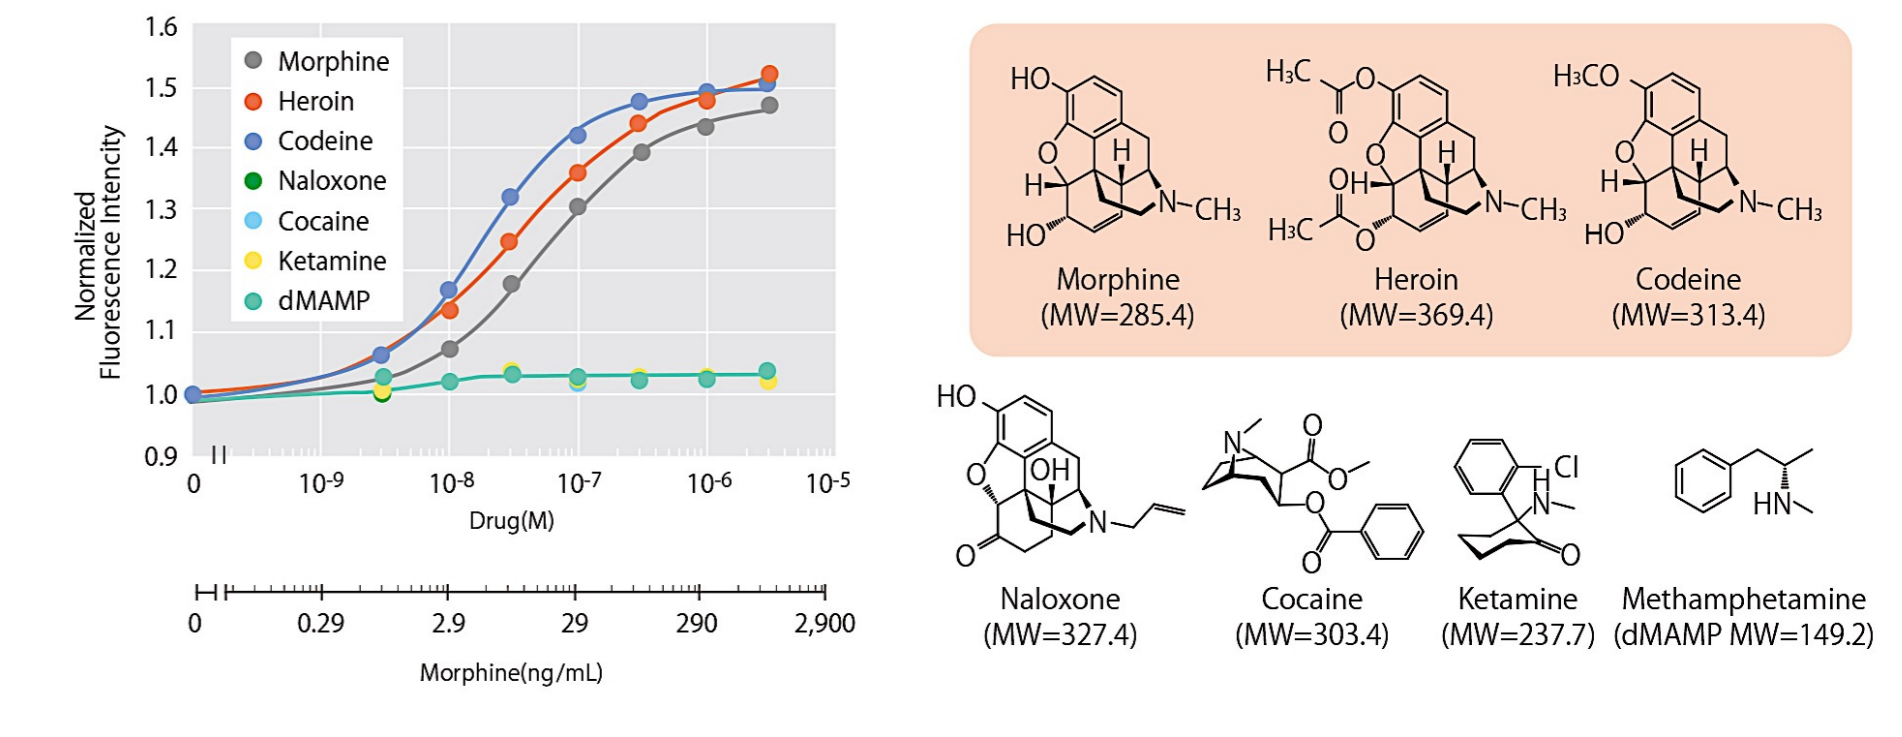 1.6
1.5
1.4
1.3
1.2
1.1
1.0
0.9
Normalized
Fluorescence Intencity
Morphine
Heroin
Codeine
Naloxone
Cocaine
Ketamine
dMAMP
0 10-9 10-8 10-7 10-6 10-5
Drug(M)
0 0.29 2.9 29 290 2,900
Morphine(ng/mL)
HO
O
H
H
HO
N
CH3
Morphine
(MW=285.4)
H3C
O
O
O
H
OH
H3C
O
N
CH3
Heroin
(MW=369.4)
H3CO
O
H
H
HO
N
CH3
Codeine
(MW=313.4)
HO
O
OH
N
O
Naloxone
(MW=327.4)
N
O
O
O
O
Cocaine
(MW=303.4)
Cl
H
N
O
Ketamine
(MW=237.7)
HN
Methamphetamine
(dMAMP MW=149.2)